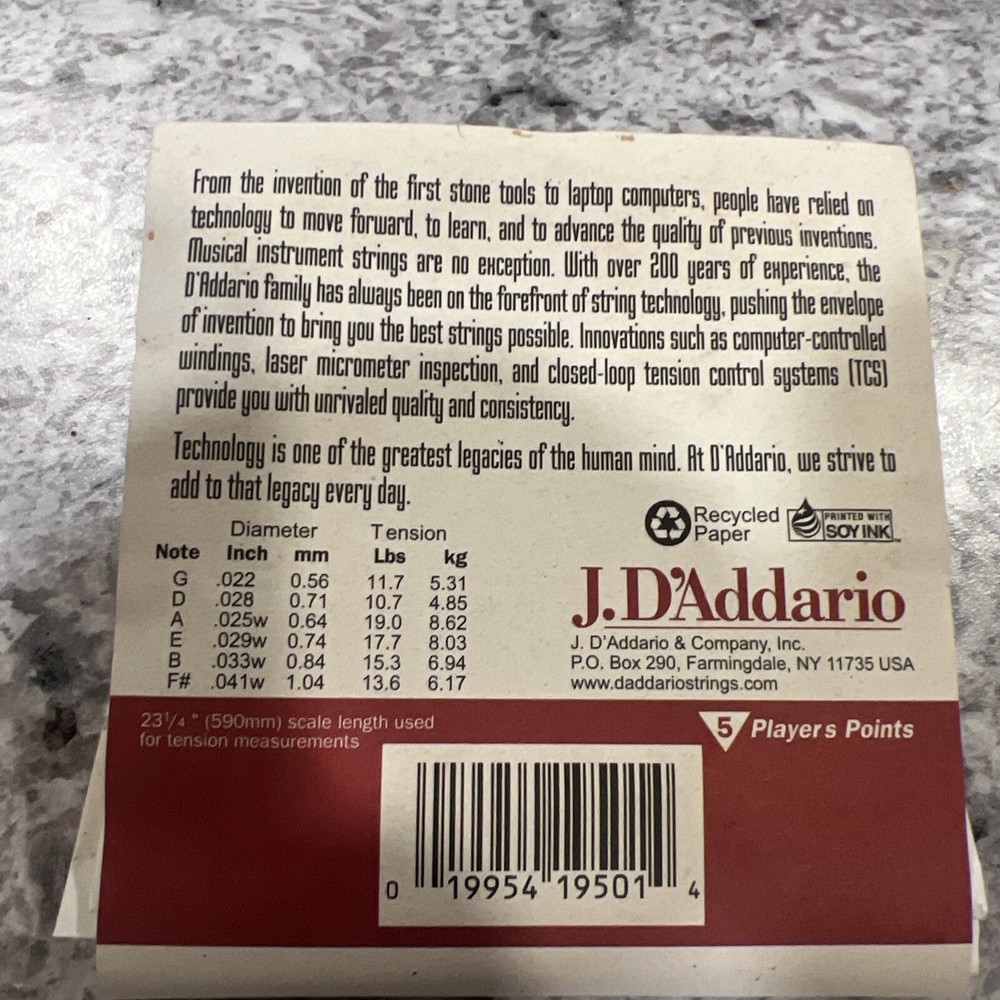 From the invention of the first stone tools to laptop computers, people have relied on
technology to move forward, to learn, and to advance the quality of previous inventions.
Musical instrument strings are no exception. With over 200 years of experience, the
D'Addario family has always been on the forefront of string technology, pushing the envelope
of invention to bring you the best strings possible. Innovations such as computer-controlled
windings, laser micrometer inspection, and closed-loop tension control systems (TCS)
provide you with unrivaled quality and consistency.
Technology is one of the greatest legacies of the human mind. At D'Addario, we strive to
add to that legacy every day.
Diameter Tension
Note Inch mm Lbs kg
G .022 0.56 11.7 5.31
D .028 0.71 10.7 4.85
A .025w 0.64 19.0 8.62
E .029w 0.74 17.7 8.03
B .033w 0.84 15.3 6.94
F# .041w 1.04 13.6 6.17
Recycled
Paper
PRINTED WITH
SOY INK™
J. D'Addario
J. D'Addario & Company, Inc.
P.O. Box 290, Farmingdale, NY 11735 USA
www.daddariostrings.com
23 1/4 " (590mm) scale length used
for tension measurements
5 Players Points
0 19954 19501 4